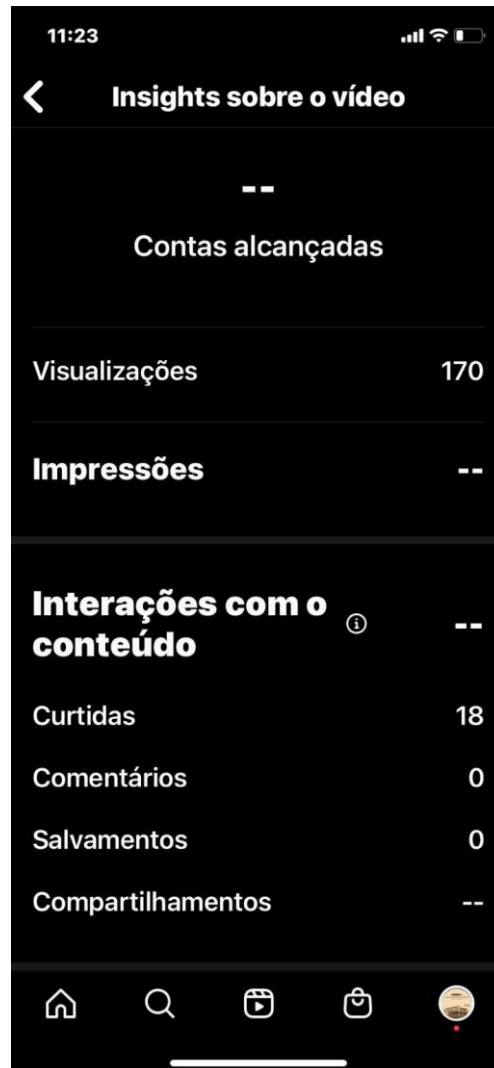 11:23
Insights sobre o vídeo
--
Contas alcançadas
Visualizações 170
Impressões --
Interações com o
conteúdo --
Curtidas 18
Comentários 0
Salvamentos 0
Compartilhamentos --